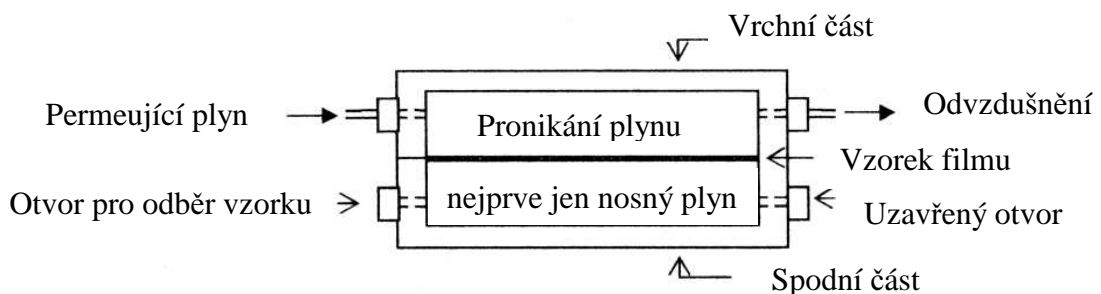 Vrchní část
Permeující plyn
Pronikání plynu
Odvzdušnění
Vzorek filmu
Otvor pro odběr vzorku
nejprve jen nosný plyn
Uzavřený otvor
Spodní část